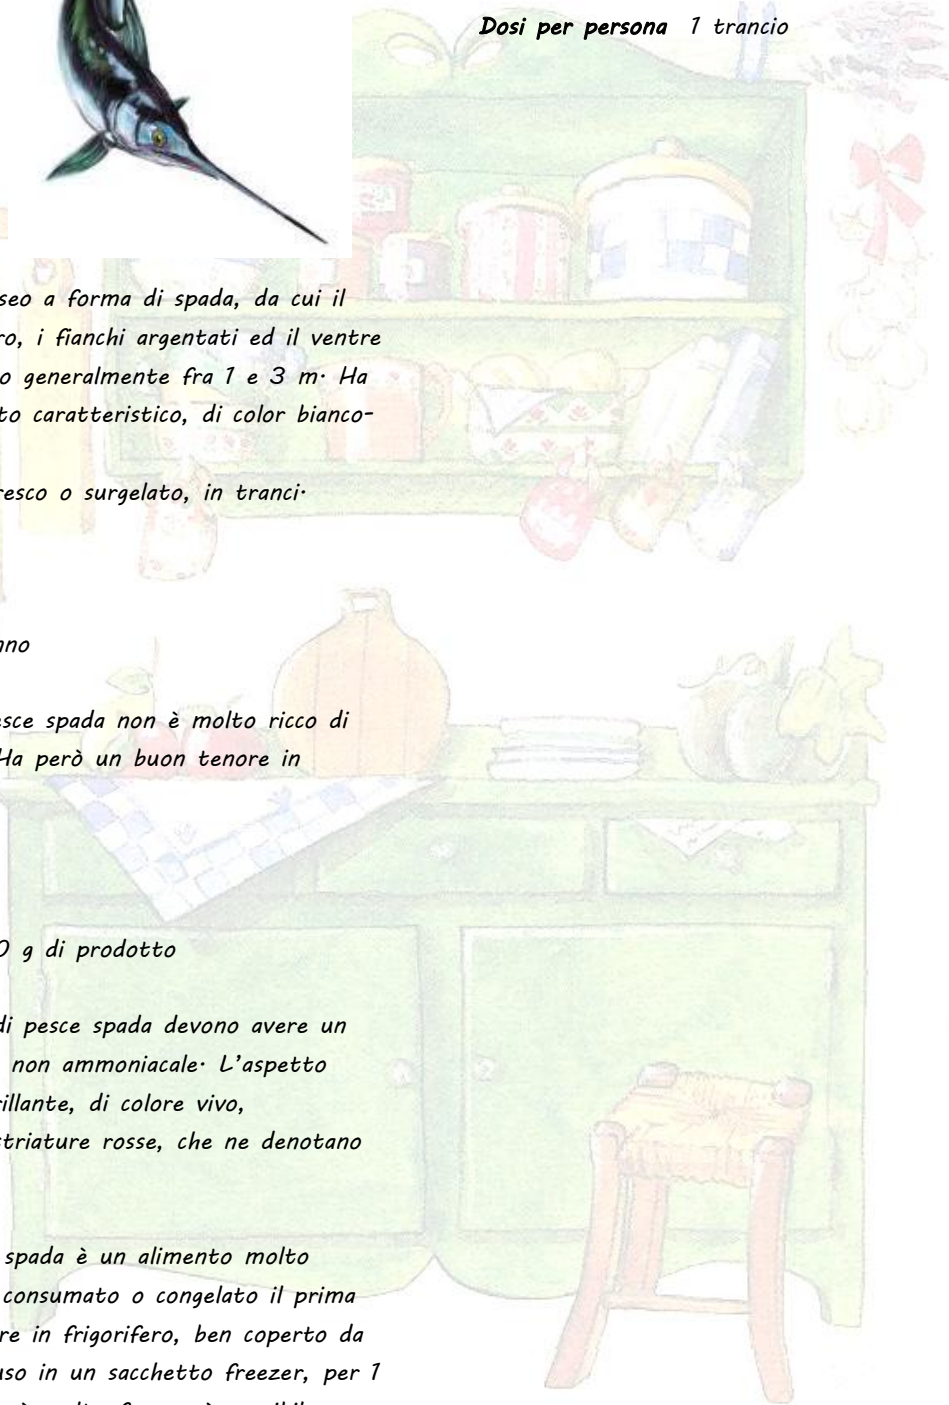 Dosi per persona 1 trancio
seo a forma di spada, da cui il
ro, i fianchi argentati ed il ventre
o generalmente fra 1 e 3 m. Ha
to caratteristico, di color bianco-
resco o surgelato, in tranci.
nno
esce spada non è molto ricco di
Ha però un buon tenore in
0 g di prodotto
di pesce spada devono avere un
non ammoniacale. L’aspetto
rillante, di colore vivo,
striature rosse, che ne denotano
spada è un alimento molto
consumato o congelato il prima
re in frigorifero, ben coperto da
uso in un sacchetto freezer, per 1